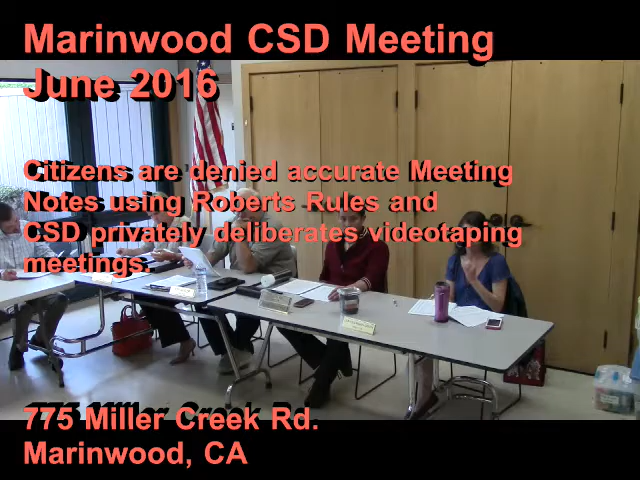 Marinwood CSD Meeting
June 2016
Citizens are denied accurate Meeting
Notes using Roberts Rules and
CSD privately deliberates videotaping
meetings.
775 Miller Creek Rd.
Marinwood, CA